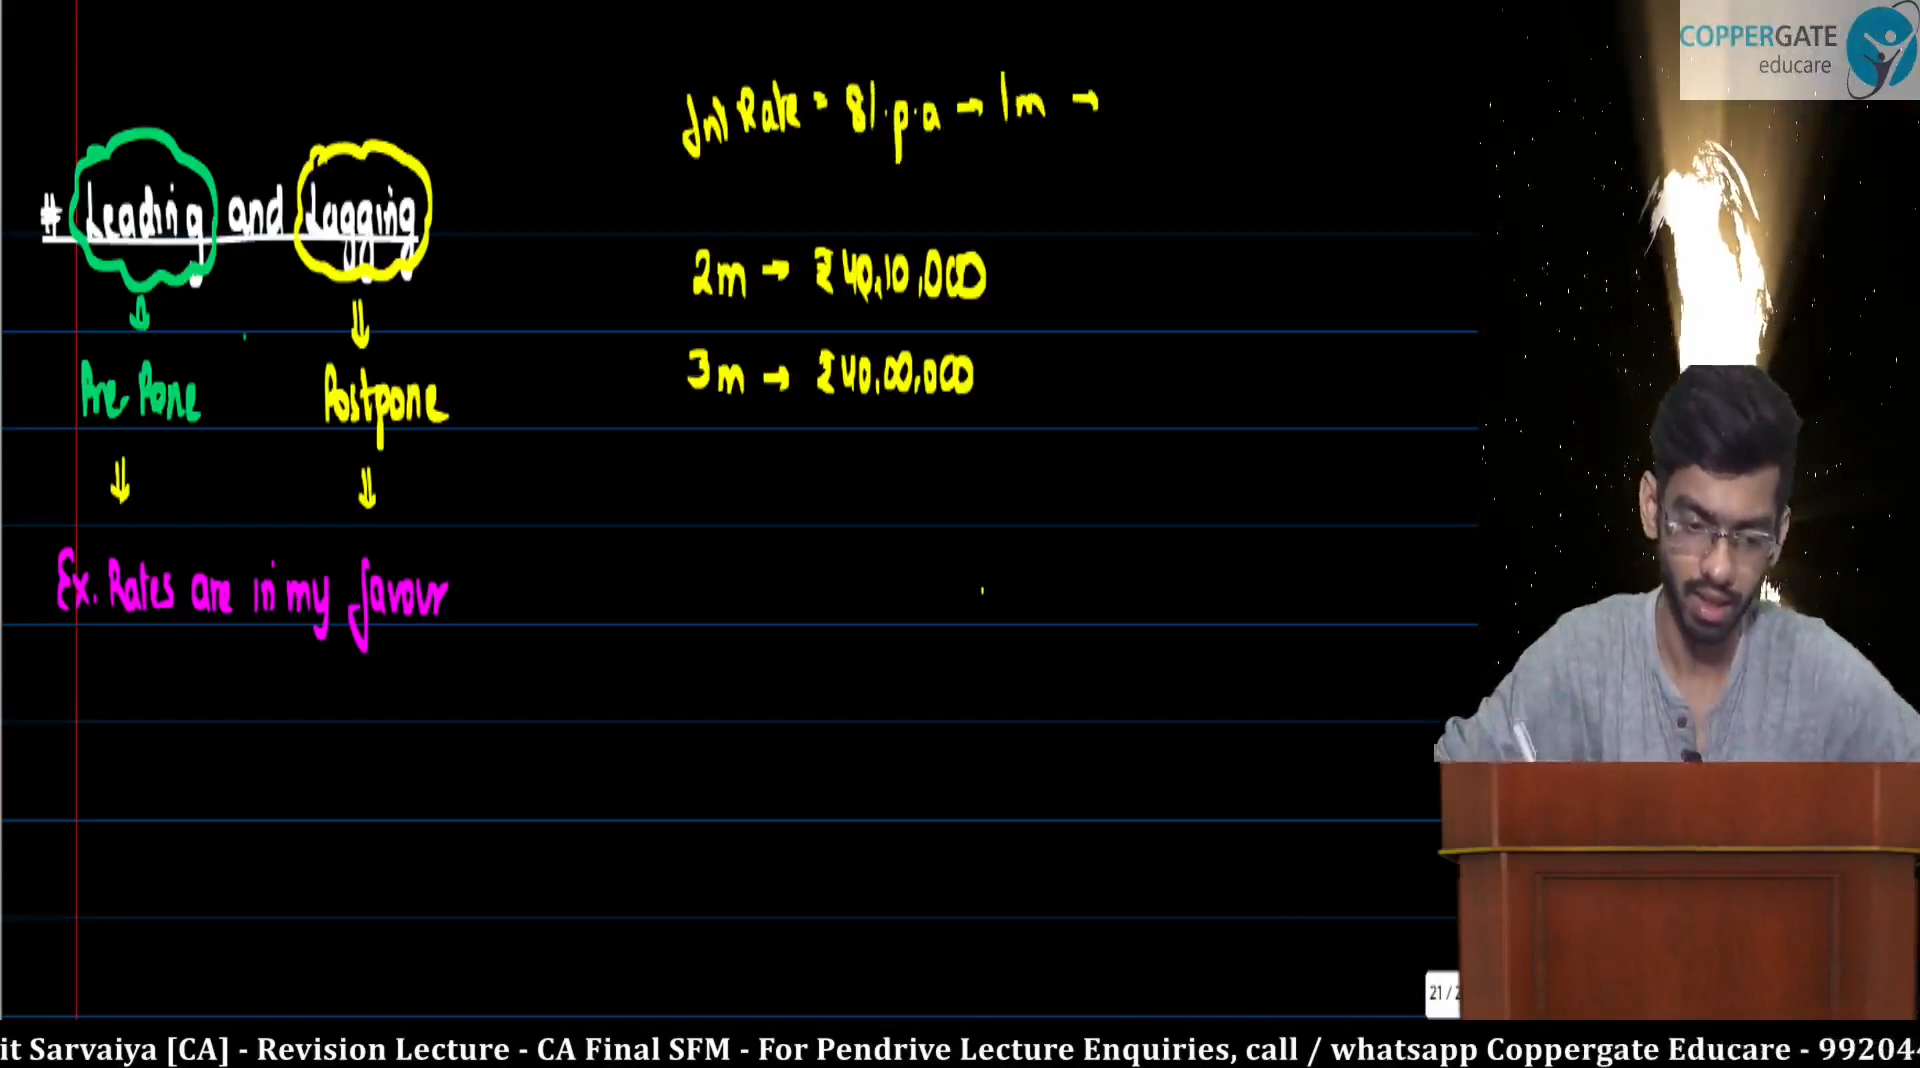 COPPERGATE
educare
Int Rate = 8%.p.a → 1m →
# Leading and Lagging
2m → ₹40,10,000
3m → ₹40,00,000
Pre Pone
Postpone
Ex. Rates are in my favour
21 / 2
it Sarvaiya [CA] - Revision Lecture - CA Final SFM - For Pendrive Lecture Enquiries, call / whatsapp Coppergate Educare - 99204